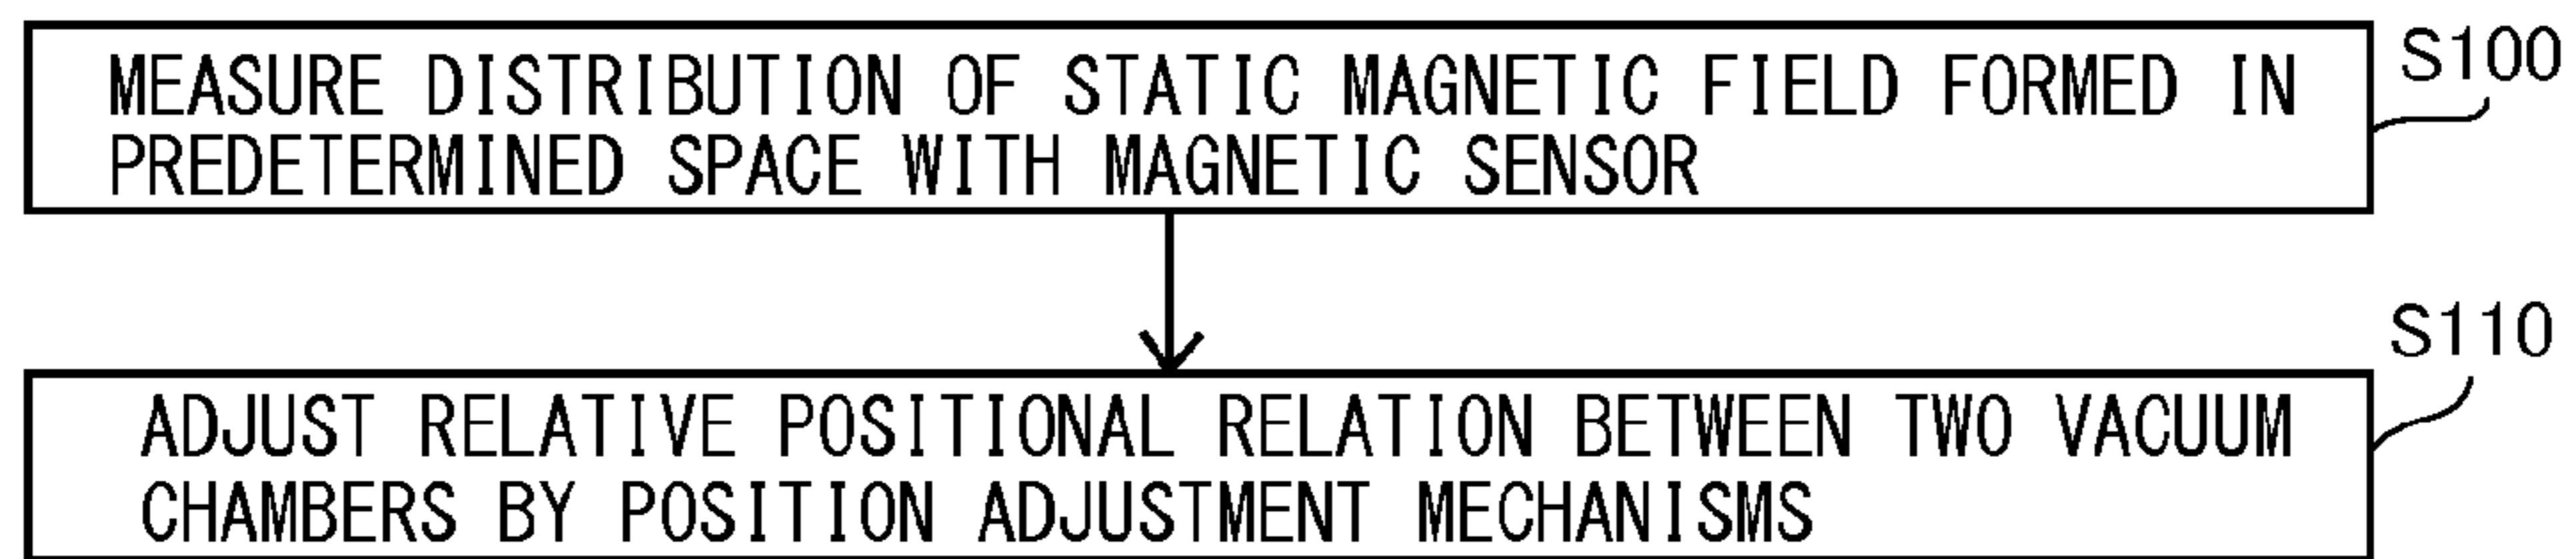 MEASURE DISTRIBUTION OF STATIC MAGNETIC FIELD FORMED IN
PREDETERMINED SPACE WITH MAGNETIC SENSOR
S100
ADJUST RELATIVE POSITIONAL RELATION BETWEEN TWO VACUUM
CHAMBERS BY POSITION ADJUSTMENT MECHANISMS
S110